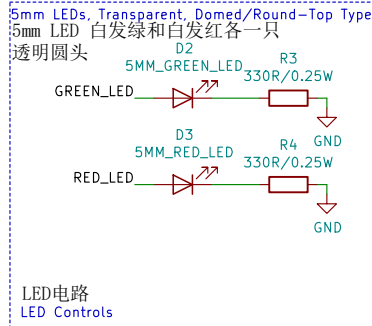 5mm LEDs, Transparent, Domed/Round-Top Type
5mm LED 白发绿和白发红各一只
透明圆头
D2
5MM_GREEN_LED
R3
330R/0.25W
GREEN_LED
GND
D3
5MM_RED_LED
R4
330R/0.25W
RED_LED
GND
LED电路
LED Controls